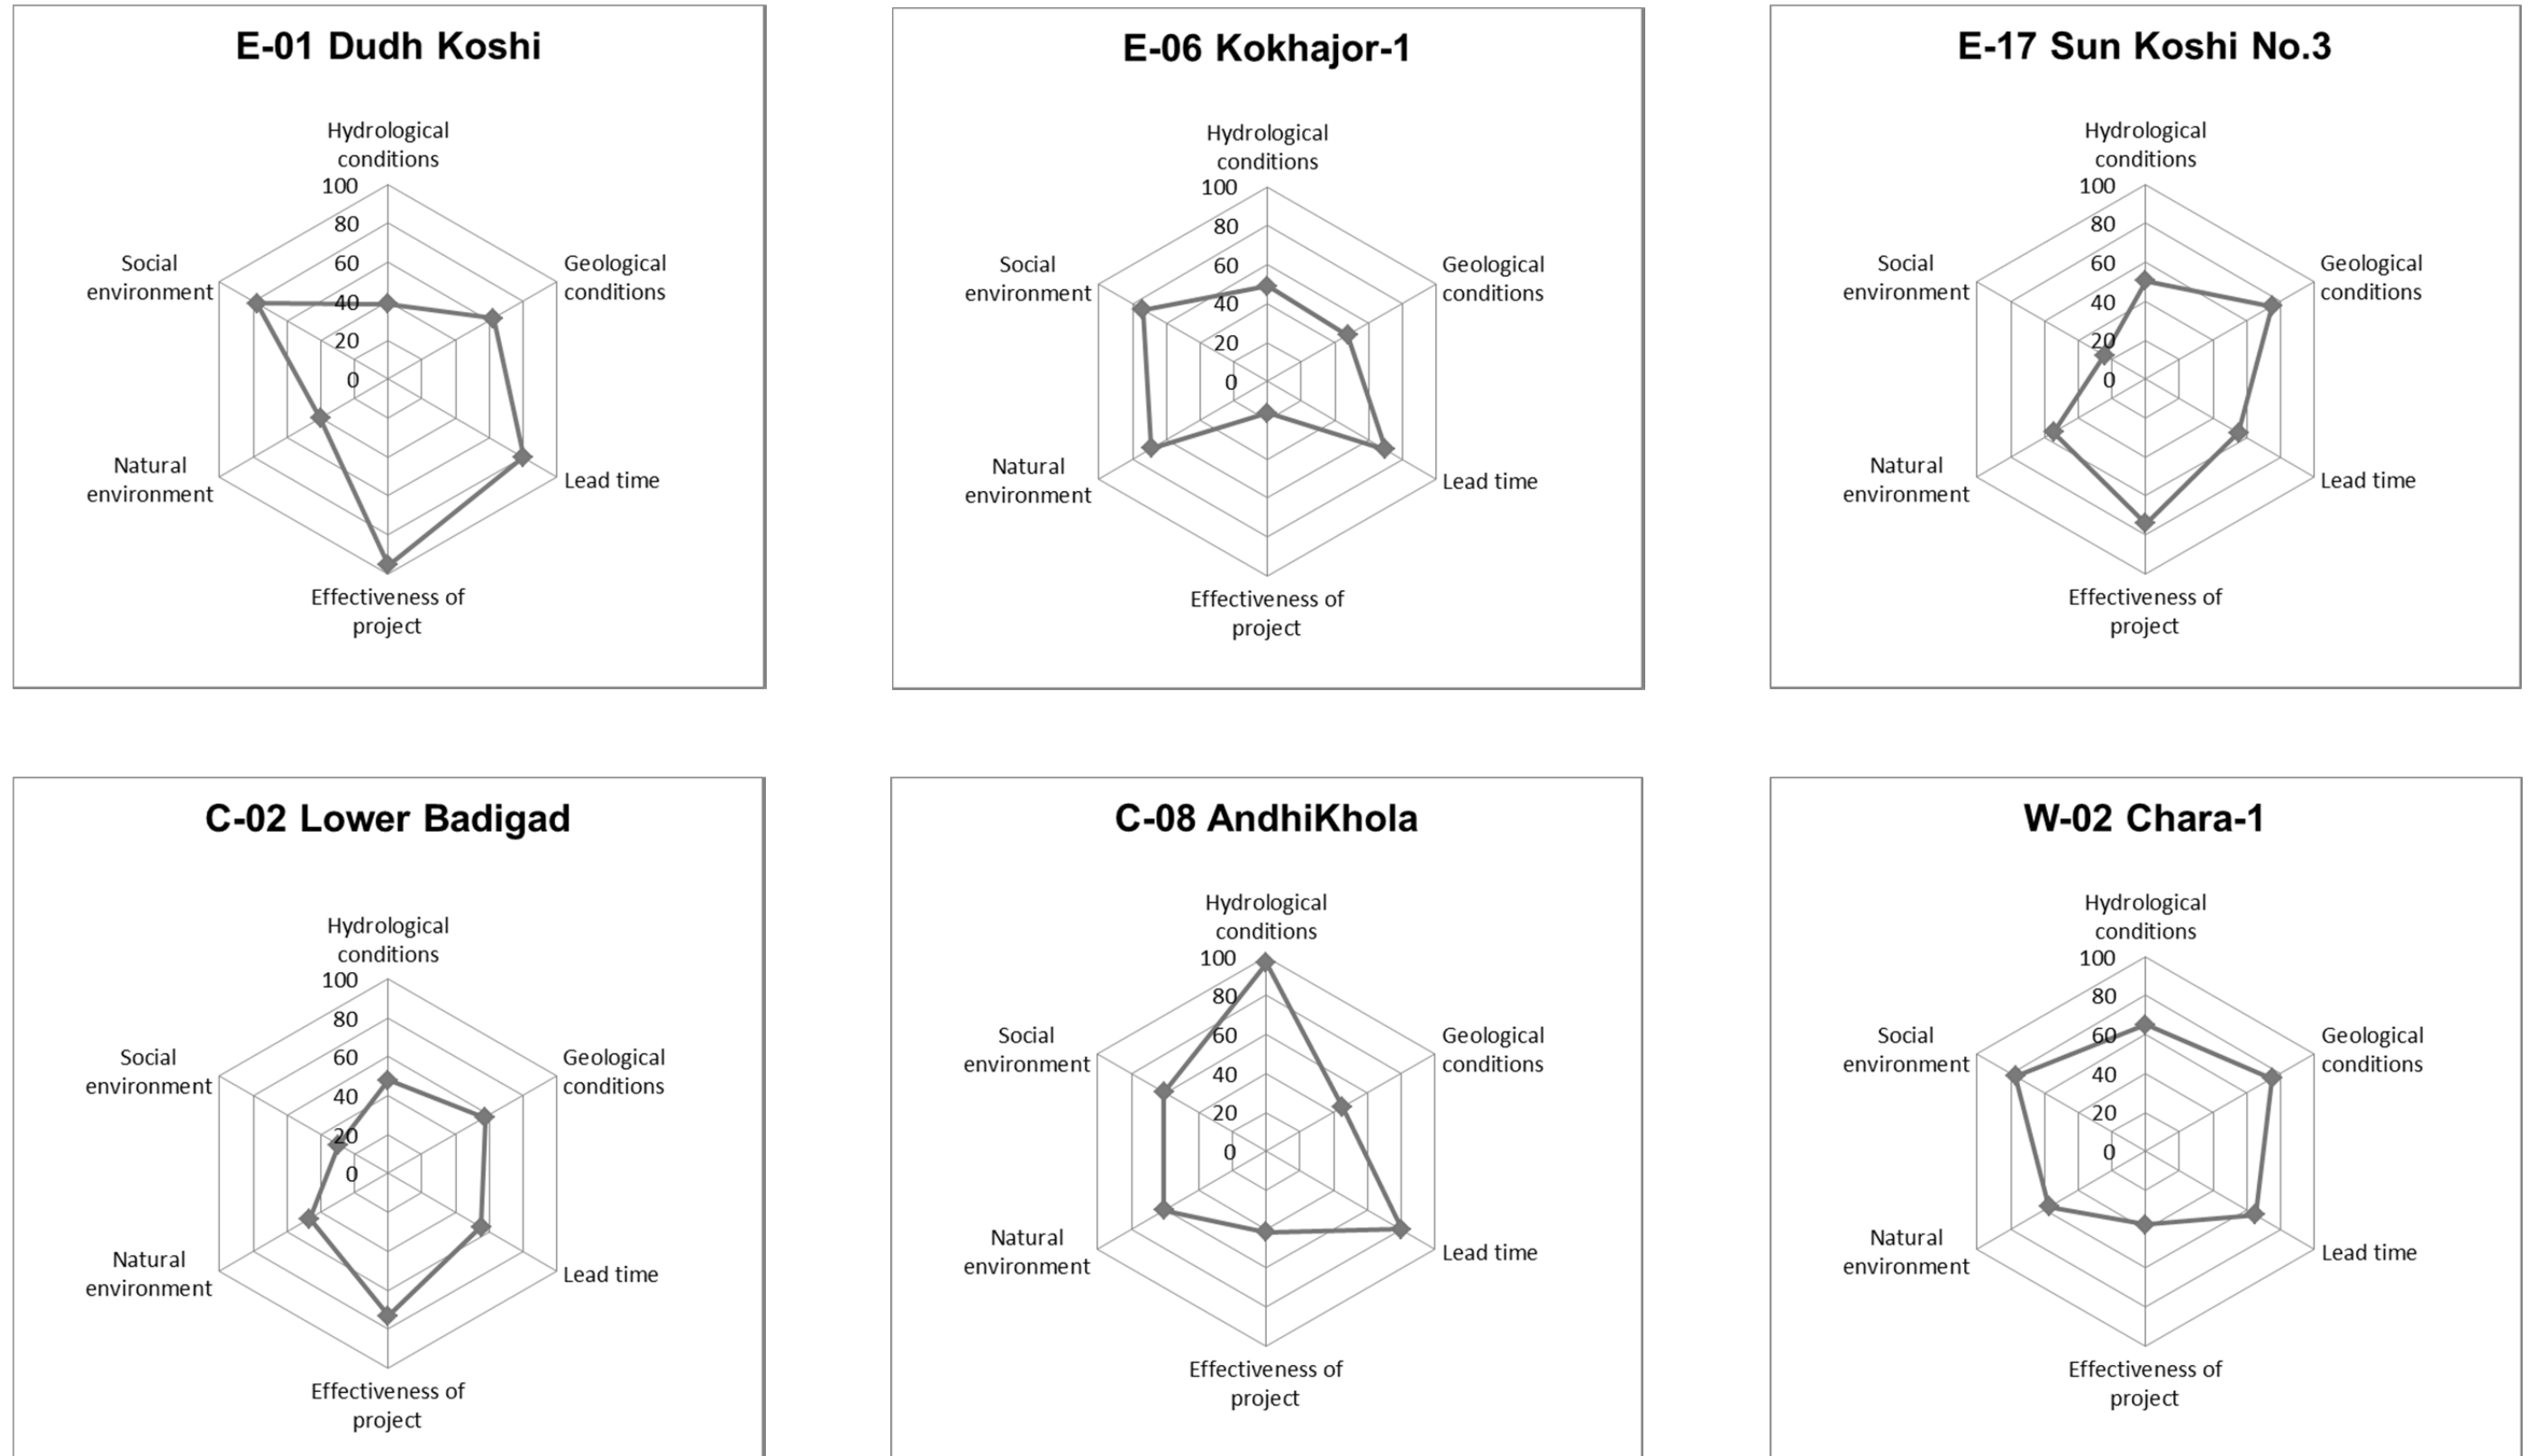 E-01 Dudh Koshi
Hydrological
conditions
100
80
60
40
20
0
Geological
conditions
Lead time
Effectiveness of
project
Natural
environment
Social
environment
E-06 Kokhajor-1
Hydrological
conditions
100
80
60
40
20
0
Geological
conditions
Lead time
Effectiveness of
project
Natural
environment
Social
environment
E-17 Sun Koshi No.3
Hydrological
conditions
100
80
60
40
20
0
Geological
conditions
Lead time
Effectiveness of
project
Natural
environment
Social
environment
C-02 Lower Badigad
Hydrological
conditions
100
80
60
40
20
0
Geological
conditions
Lead time
Effectiveness of
project
Natural
environment
Social
environment
C-08 AndhiKhola
Hydrological
conditions
100
80
60
40
20
0
Geological
conditions
Lead time
Effectiveness of
project
Natural
environment
Social
environment
W-02 Chara-1
Hydrological
conditions
100
80
60
40
20
0
Geological
conditions
Lead time
Effectiveness of
project
Natural
environment
Social
environment